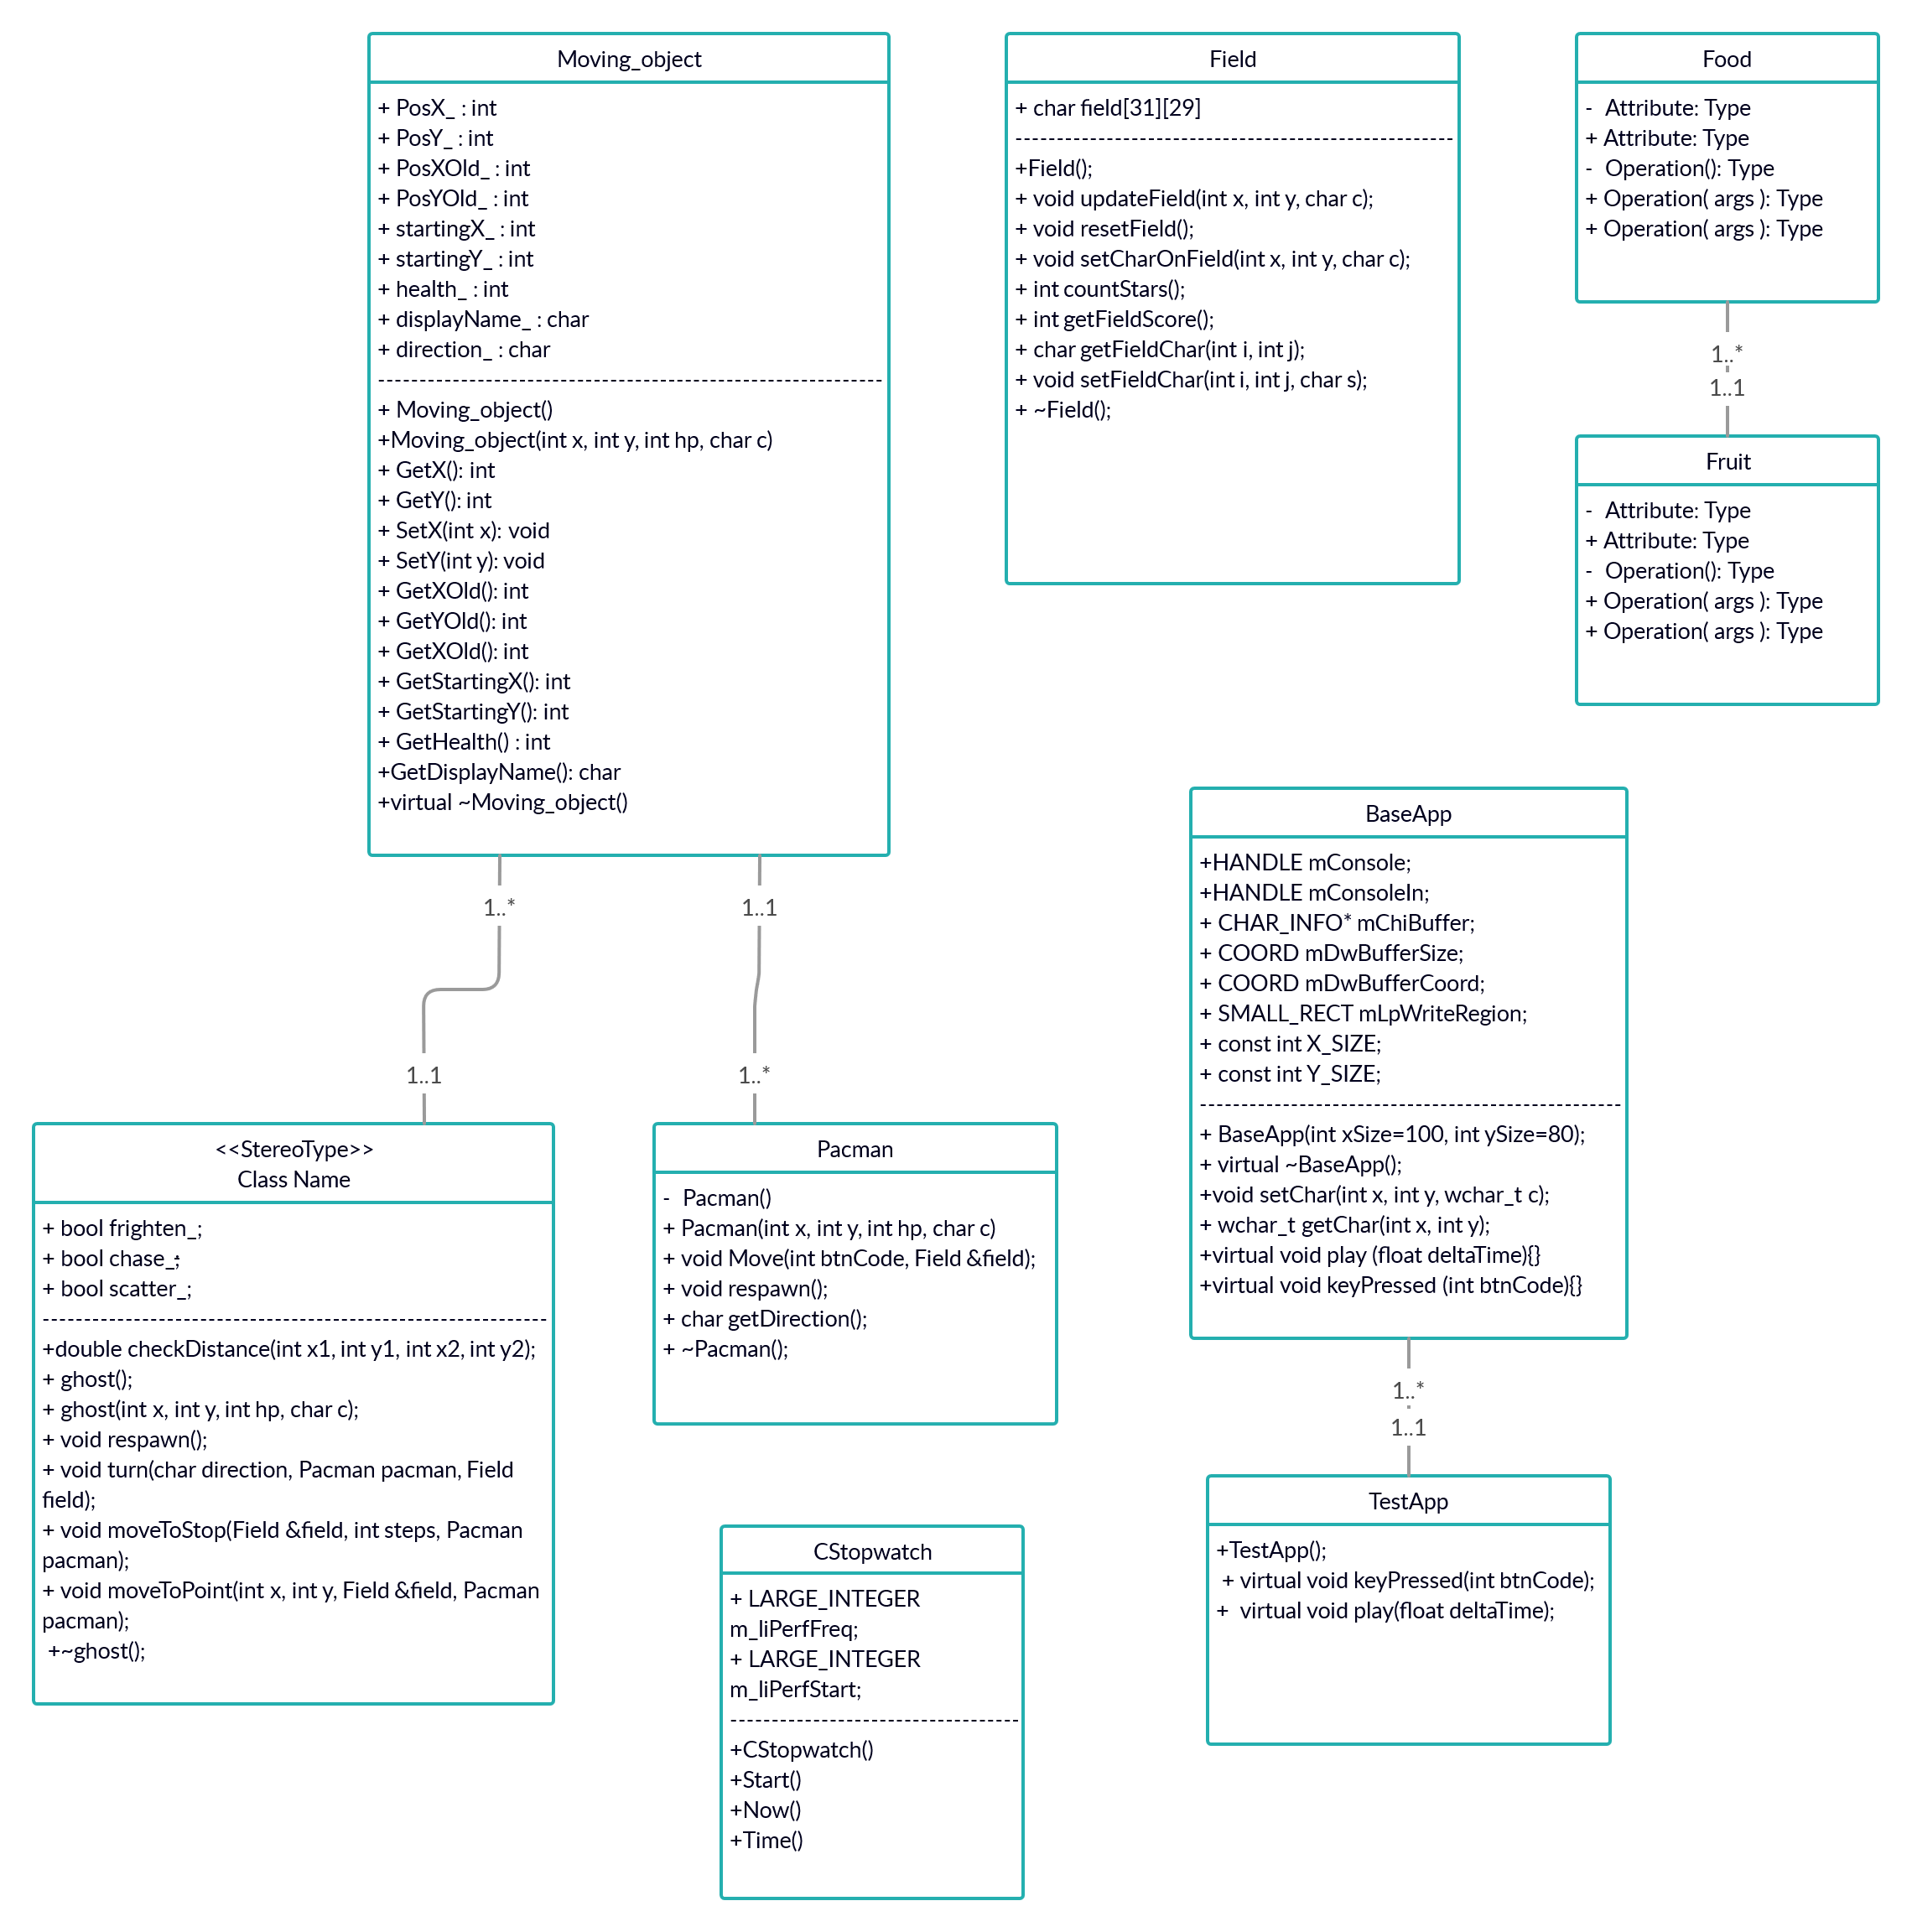 Moving_object
+ PosX_ : int
+ PosY_ : int
+ PosXOld_ : int
+ PosYOld_ : int
+ startingX_ : int
+ startingY_ : int
+ health_ : int
+ displayName_ : char
+ direction_ : char
--------------------------------------------------------------
+ Moving_object()
+Moving_object(int x, int y, int hp, char c)
+ GetX(): int
+ GetY(): int
+ SetX(int x): void
+ SetY(int y): void
+ GetXOld(): int
+ GetYOld(): int
+ GetXOld(): int
+ GetStartingX(): int
+ GetStartingY(): int
+ GetHealth() : int
+GetDisplayName(): char
+virtual ~Moving_object()
Field
+ char field[31][29]
------------------------------------------------------
+Field();
+ void updateField(int x, int y, char c);
+ void resetField();
+ void setCharOnField(int x, int y, char c);
+ int countStars();
+ int getFieldScore();
+ char getFieldChar(int i, int j);
+ void setFieldChar(int i, int j, char s);
+ ~Field();
Food
- Attribute: Type
+ Attribute: Type
- Operation(): Type
+ Operation( args ): Type
+ Operation( args ): Type
1..*
1..1
Fruit
- Attribute: Type
+ Attribute: Type
- Operation(): Type
+ Operation( args ): Type
+ Operation( args ): Type
1..*
1..1
1..1
1..*
<<StereoType>>
Class Name
+ bool frighten_;
+ bool chase_;
+ bool scatter_;
--------------------------------------------------------------
+double checkDistance(int x1, int y1, int x2, int y2);
+ ghost();
+ ghost(int x, int y, int hp, char c);
+ void respawn();
+ void turn(char direction, Pacman pacman, Field
field);
+ void moveToStop(Field &field, int steps, Pacman
pacman);
+ void moveToPoint(int x, int y, Field &field, Pacman
pacman);
+~ghost();
Pacman
- Pacman()
+ Pacman(int x, int y, int hp, char c)
+ void Move(int btnCode, Field &field);
+ void respawn();
+ char getDirection();
+ ~Pacman();
BaseApp
+HANDLE mConsole;
+HANDLE mConsoleIn;
+ CHAR_INFO* mChiBuffer;
+ COORD mDwBufferSize;
+ COORD mDwBufferCoord;
+ SMALL_RECT mLpWriteRegion;
+ const int X_SIZE;
+ const int Y_SIZE;
----------------------------------------------------
+ BaseApp(int xSize=100, int ySize=80);
+ virtual ~BaseApp();
+void setChar(int x, int y, wchar_t c);
+ wchar_t getChar(int x, int y);
+virtual void play (float deltaTime){}
+virtual void keyPressed (int btnCode){}
1..*
1..1
TestApp
+TestApp();
+ virtual void keyPressed(int btnCode);
+ virtual void play(float deltaTime);
CStopwatch
+ LARGE_INTEGER
m_liPerfFreq;
+ LARGE_INTEGER
m_liPerfStart;
-----------------------------------
+CStopwatch()
+Start()
+Now()
+Time()